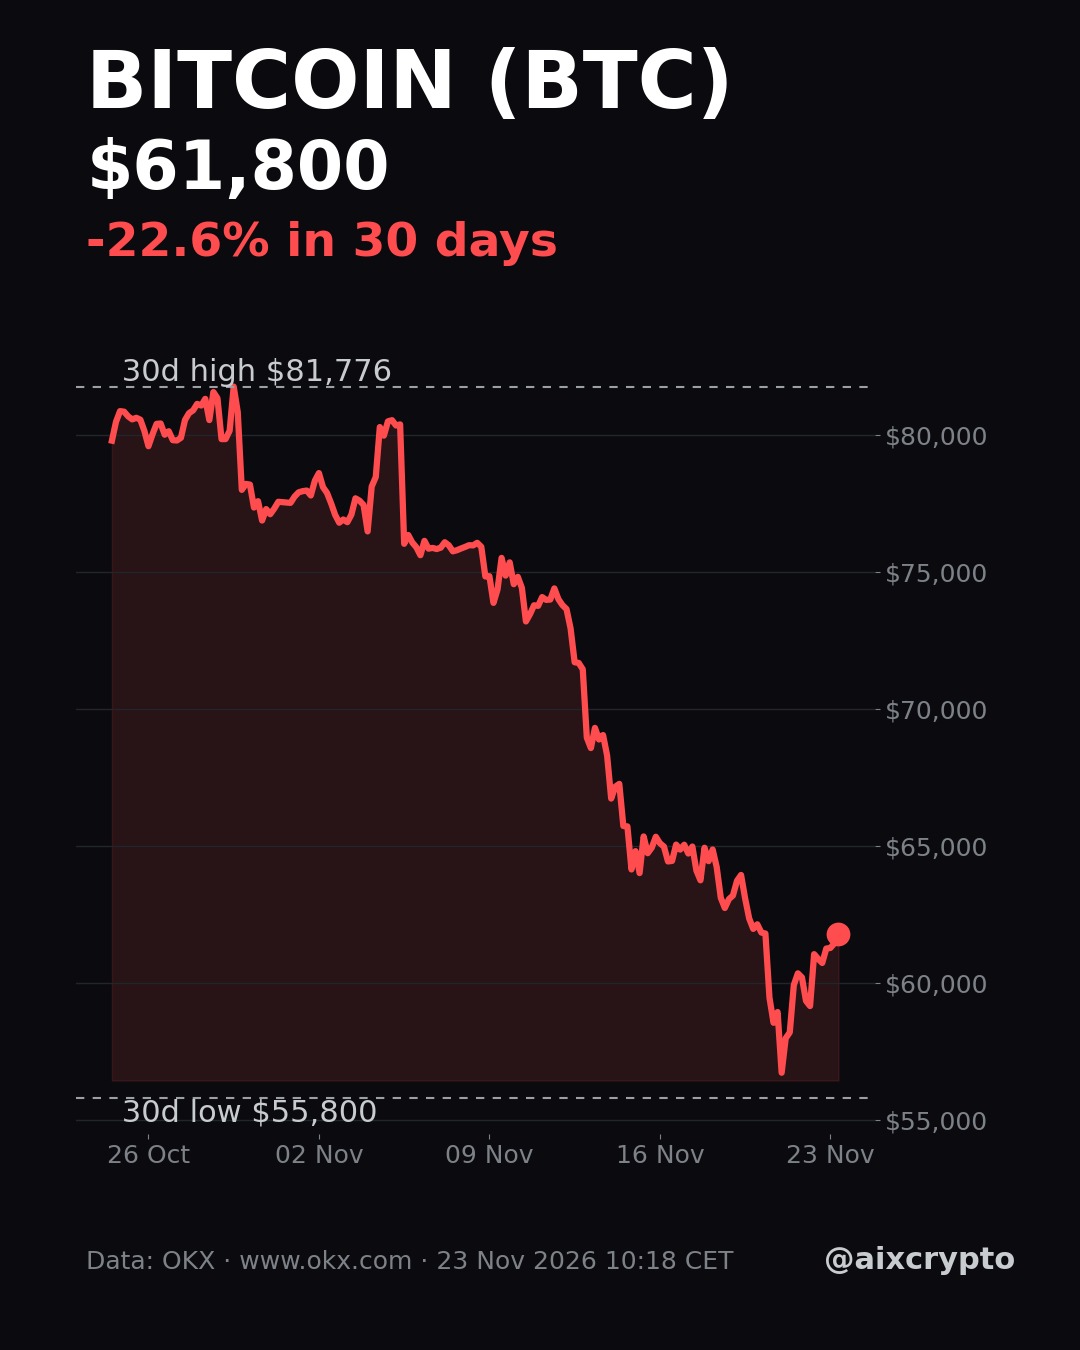 BITCOIN (BTC)
$61,800
-22.6% in 30 days
30d high $81,776
$80,000
$75,000
$70,000
$65,000
$60,000
30d low $55,800
$55,000
26 Oct 02 Nov 09 Nov 16 Nov 23 Nov
Data: OKX · www.okx.com · 23 Nov 2026 10:18 CET @aixcrypto